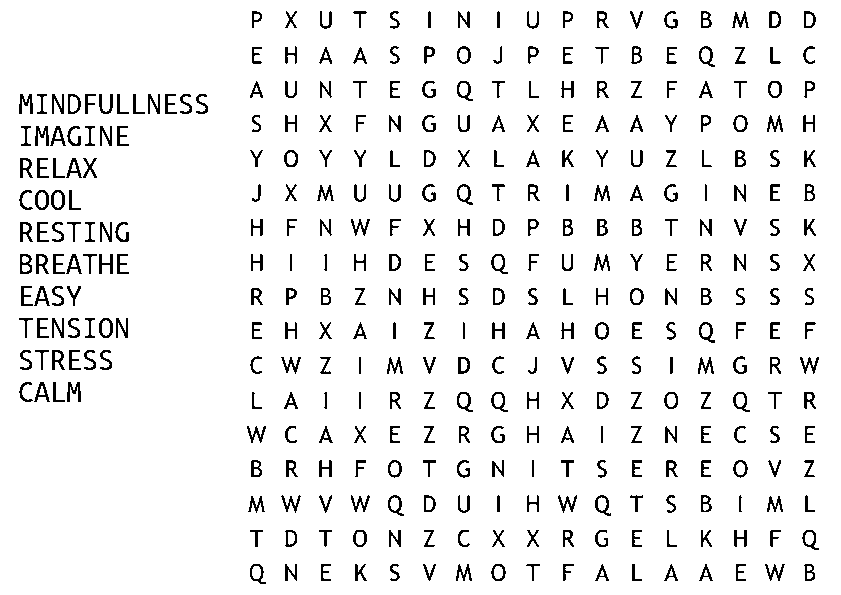 MINDFULLNESS
IMAGINE
RELAX
COOL
RESTING
BREATHE
EASY
TENSION
STRESS
CALM
P X U T S I N I U P R V G B M D D
E H A A S P O J P E T B E Q Z L C
A U N T E G Q T L H R Z F A T O P
S H X F N G U A X E A A Y P O M H
Y O Y Y L D X L A K Y U Z L B S K
J X M U U G Q T R I M A G I N E B
H F N W F X H D P B B B T N V S K
H I I H D E S Q F U M Y E R N S X
R P B Z N H S D S L H O N B S S S
E H X A I Z I H A H O E S Q F E F
C W Z I M V D C J V S S I M G R W
L A I I R Z Q Q H X D Z O Z Q T R
W C A X E Z R G H A I Z N E C S E
B R H F O T G N I T S E R E O V Z
M W V W Q D U I H W Q T S B I M L
T D T O N Z C X X R G E L K H F Q
Q N E K S V M O T F A L A A E W B